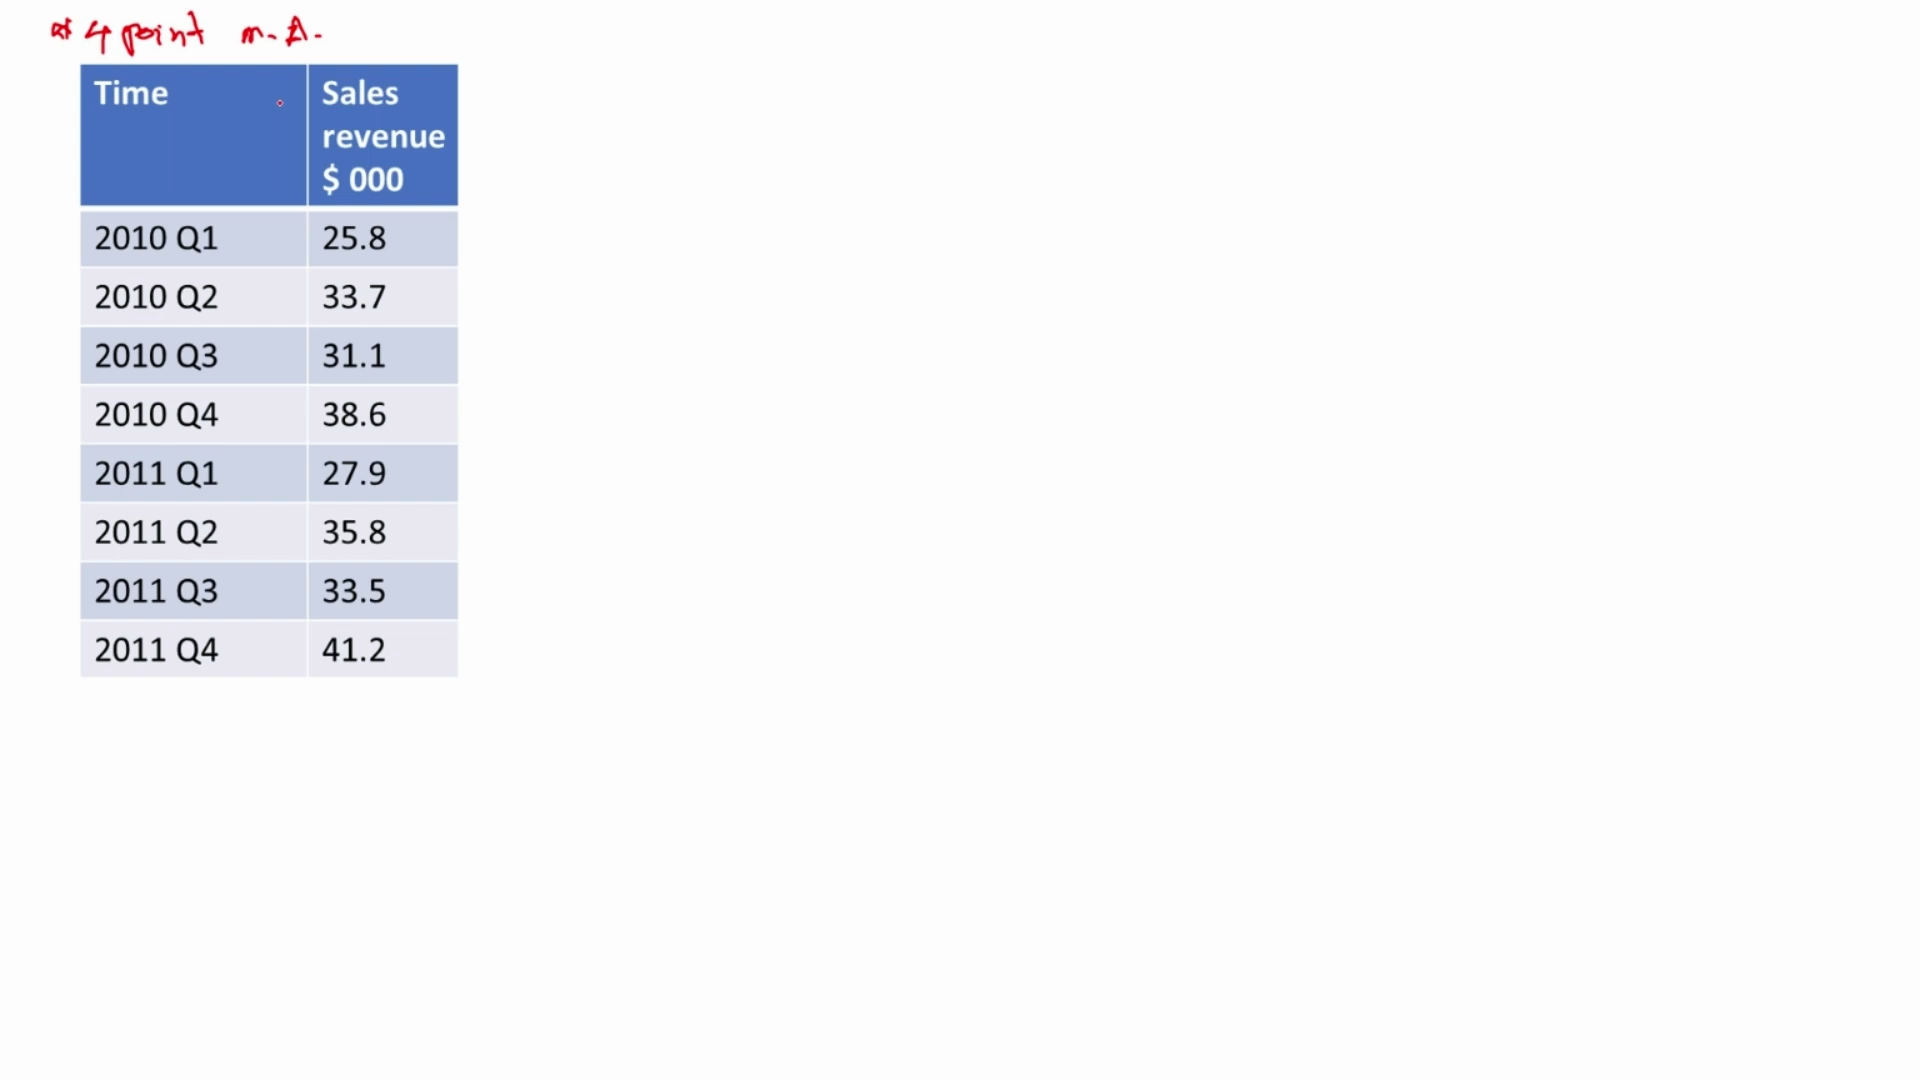 4 point m.A.
Time
Sales revenue $ 000
2010 Q1 25.8
2010 Q2 33.7
2010 Q3 31.1
2010 Q4 38.6
2011 Q1 27.9
2011 Q2 35.8
2011 Q3 33.5
2011 Q4 41.2